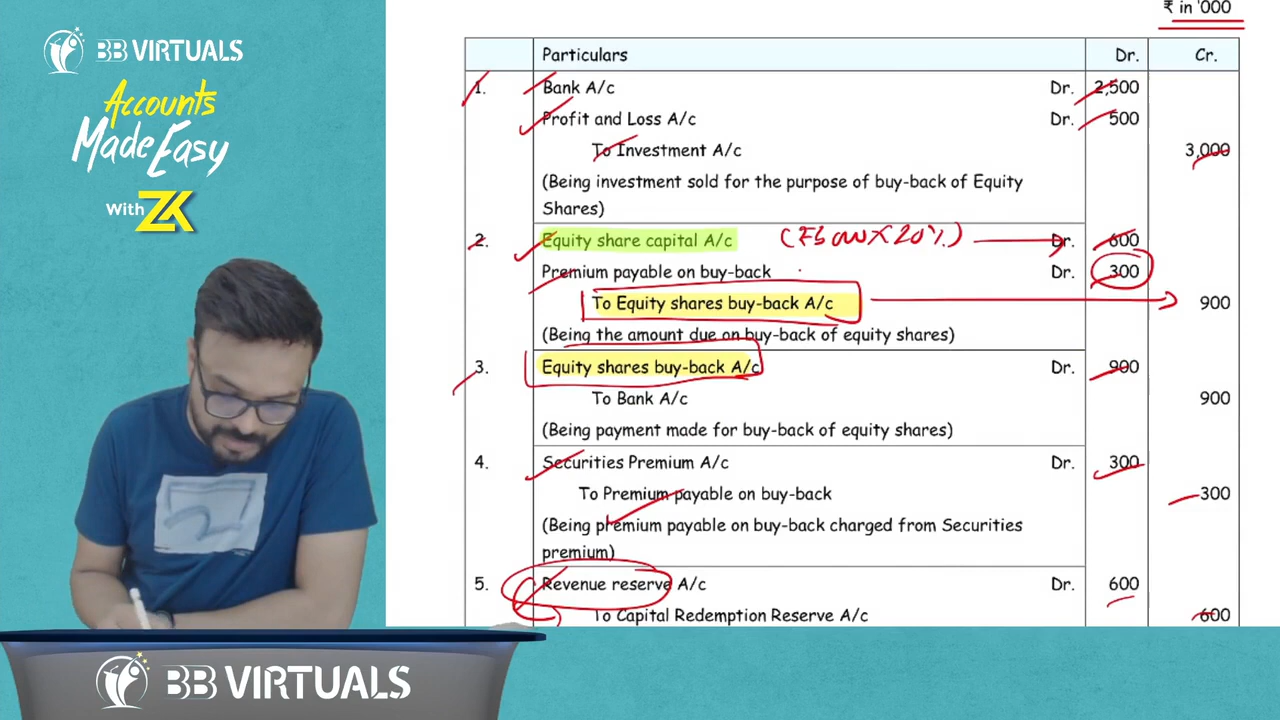 BB VIRTUALS
Accounts
Made Easy
With ZK
₹ in '000
Particulars Dr. Cr.
1. Bank A/c Dr. 2,500
Profit and Loss A/c Dr. 500
To Investment A/c 3,000
(Being investment sold for the purpose of buy-back of Equity
Shares)
2. Equity share capital A/c Dr. 600
Premium payable on buy-back Dr. 300
To Equity shares buy-back A/c 900
(Being the amount due on buy-back of equity shares)
3. Equity shares buy-back A/c Dr. 900
To Bank A/c 900
(Being payment made for buy-back of equity shares)
4. Securities Premium A/c Dr. 300
To Premium payable on buy-back 300
(Being premium payable on buy-back charged from Securities
premium)
5. Revenue reserve A/c Dr. 600
To Capital Redemption Reserve A/c 600
BB VIRTUALS